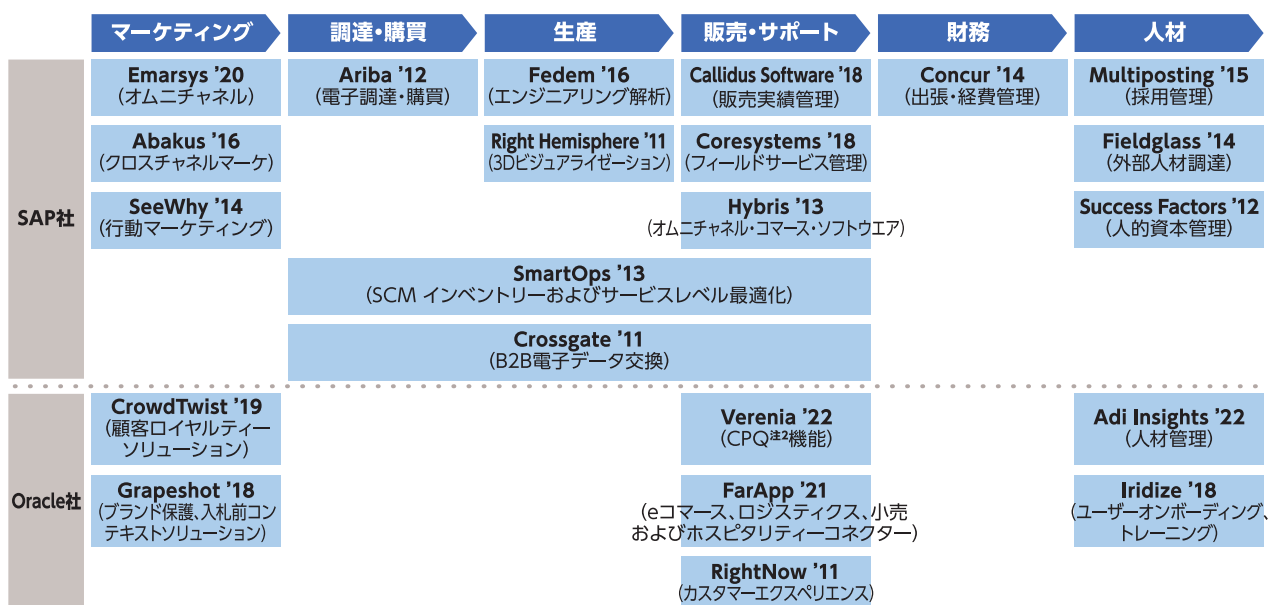 マーケティング
調達・購買
生産
販売・サポート
財務
人材
SAP社
Emarsys ’20
(オムニチャネル)
Ariba ’12
(電子調達・購買)
Fedem ’16
(エンジニアリング解析)
Callidus Software ’18
(販売実績管理)
Concur ’14
(出張・経費管理)
Multiposting ’15
(採用管理)
Abakus ’16
(クロスチャネルマーケ)
Right Hemisphere ’11
(3Dビジュアライゼーション)
Coresystems ’18
(フィールドサービス管理)
Fieldglass ’14
(外部人材調達)
SeeWhy ’14
(行動マーケティング)
Hybris ’13
(オムニチャネル・コマース・ソフトウエア)
Success Factors ’12
(人的資本管理)
SmartOps ’13
(SCM インベントリーおよびサービスレベル最適化)
Crossgate ’11
(B2B電子データ交換)
Oracle社
CrowdTwist ’19
(顧客ロイヤルティー
ソリューション)
Verenia ’22
(CPQ注2機能)
Adi Insights ’22
(人材管理)
Grapeshot ’18
(ブランド保護、入札前コン
テキストソリューション)
FarApp ’21
(eコマース、ロジスティクス、小売
およびホスピタリティーコネクター)
Iridize ’18
(ユーザーオンボーディング、
トレーニング)
RightNow ’11
(カスタマーエクスペリエンス)